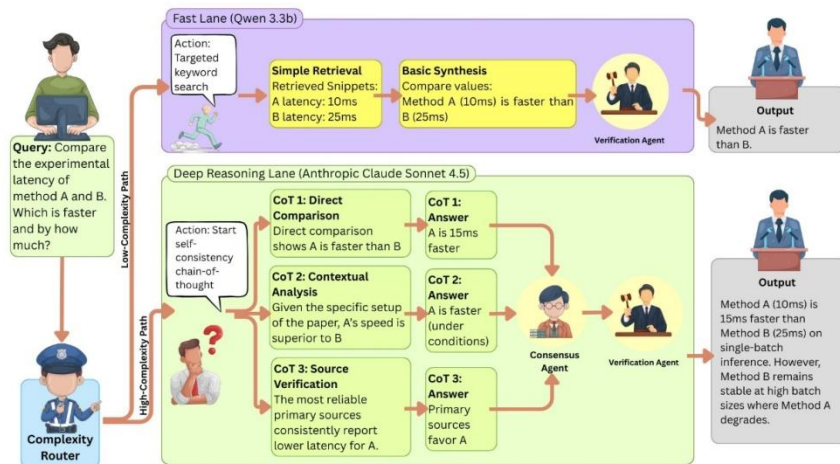 Fast Lane (Qwen 3.3b)
Action:
Targeted
keyword
search
Simple Retrieval
Retrieved Snippets:
A latency: 10ms
B latency: 25ms
Basic Synthesis
Compare values:
Method A (10ms) is faster than
B (25ms)
Verification Agent
Output
Method A is faster
than B.
Query: Compare
the experimental
latency of
method A and B.
Which is faster
and by how
much?
Low-Complexity Path
High-Complexity Path
Complexity
Router
Deep Reasoning Lane (Anthropic Claude Sonnet 4.5)
Action: Start
self-
consistency
chain-of-
thought
CoT 1: Direct
Comparison
Direct comparison
shows A is faster than B
CoT 1:
Answer
A is 15ms
faster
CoT 2: Contextual
Analysis
Given the specific setup
of the paper, A's speed is
superior to B
CoT 2:
Answer
A is faster
(under
conditions)
CoT 3: Source
Verification
The most reliable
primary sources
consistently report
lower latency for A.
CoT 3:
Answer
Primary
sources
favor A
Consensus
Agent
Verification Agent
Output
Method A (10ms) is
15ms faster than
Method B (25ms) on
single-batch
inference. However,
Method B remains
stable at high batch
sizes where Method A
degrades.